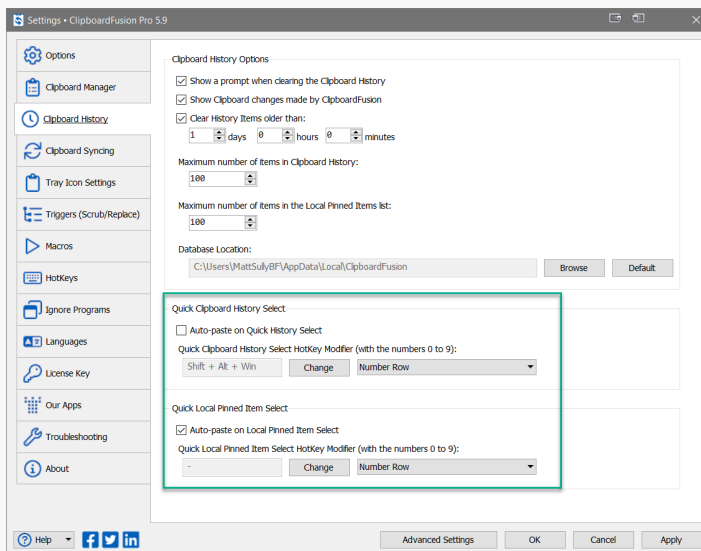 Settings • ClipboardFusion Pro 5.9
Options
Clipboard Manager
Clipboard History
Clipboard Syncing
Tray Icon Settings
Triggers (Scrub/Replace)
Macros
HotKeys
Ignore Programs
Languages
License Key
Our Apps
Troubleshooting
About
Clipboard History Options
Show a prompt when clearing the Clipboard History
Show Clipboard changes made by ClipboardFusion
Clear History Items older than:
1 days 0 hours 0 minutes
Maximum number of items in Clipboard History:
100
Maximum number of items in the Local Pinned Items list:
100
Database Location:
C:\Users\MattSullyBF\AppData\Local\ClipboardFusion Browse Default
Quick Clipboard History Select
Auto-paste on Quick History Select
Quick Clipboard History Select HotKey Modifier (with the numbers 0 to 9):
Shift + Alt + Win Change Number Row
Quick Local Pinned Item Select
Auto-paste on Local Pinned Item Select
Quick Local Pinned Item Select HotKey Modifier (with the numbers 0 to 9):
- Change Number Row
Help Advanced Settings OK Cancel Apply